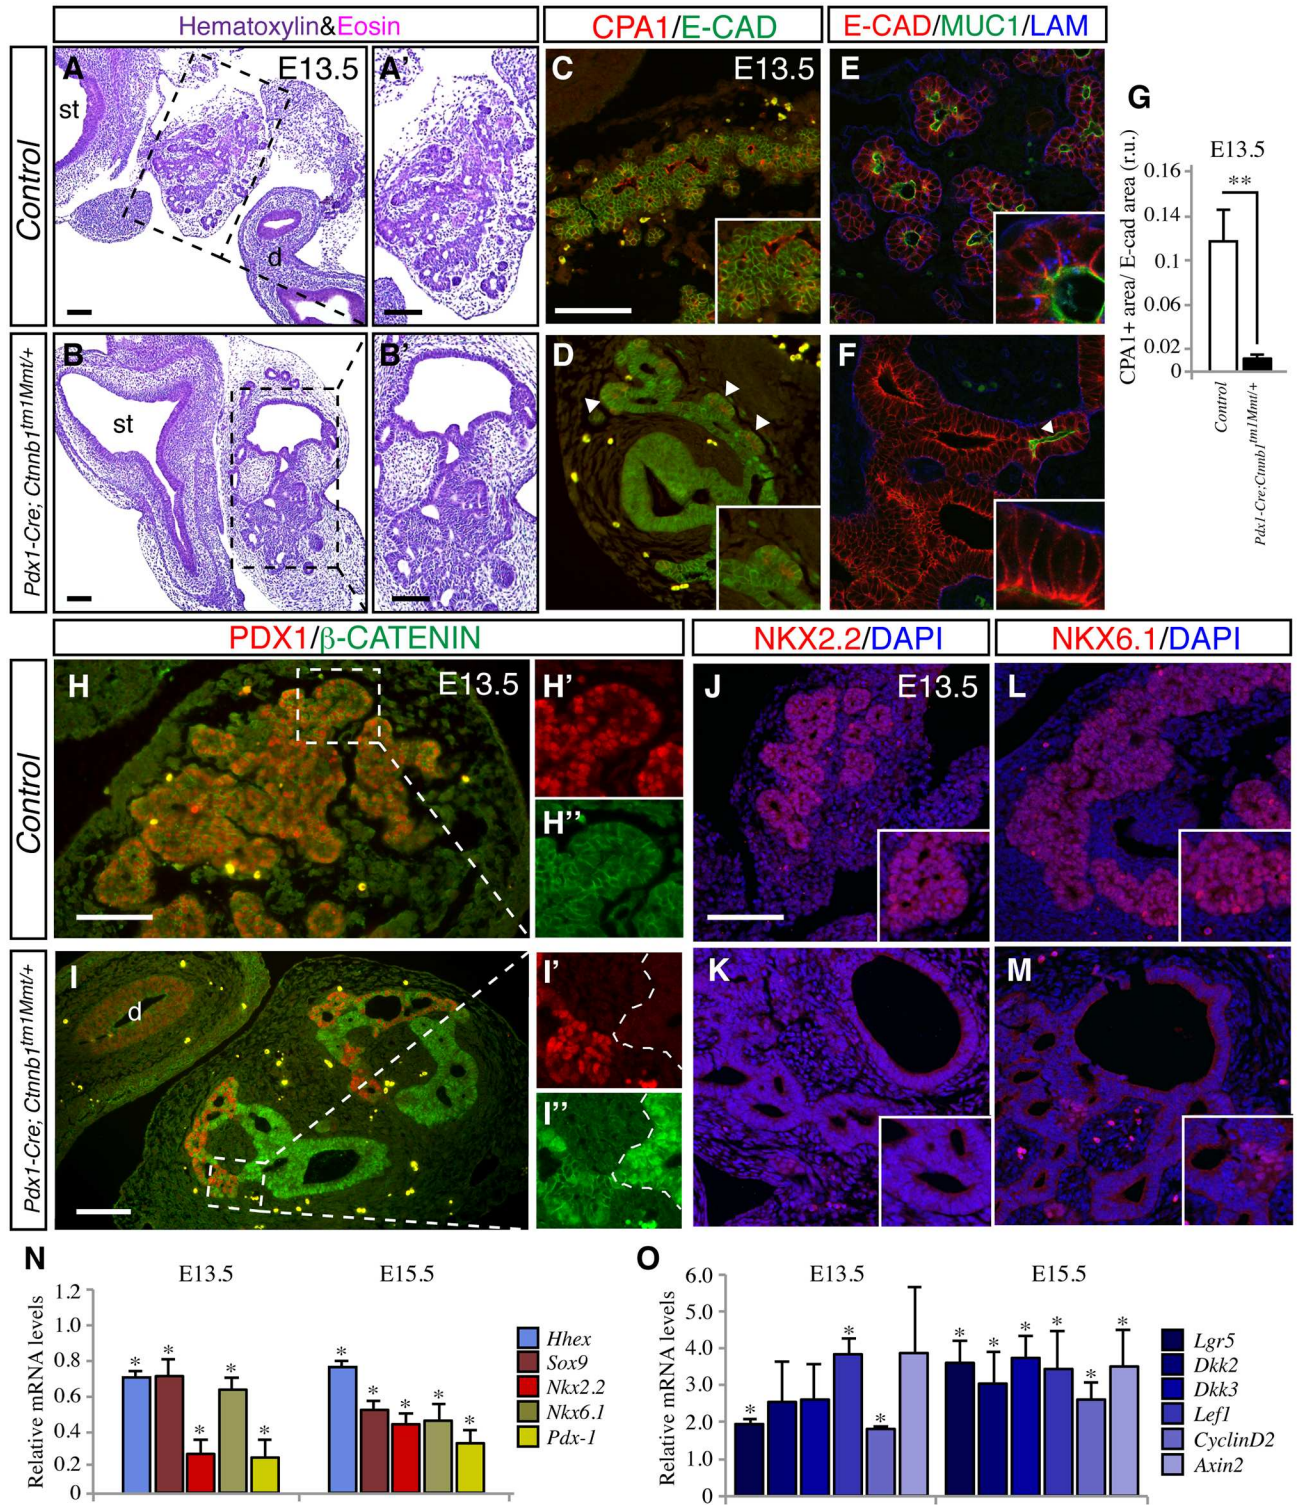 Hematoxylin&Eosin
CPA1/E-CAD
E-CAD/MUC1/LAM
Control
A
E13.5
st
d
A’
C
E13.5
E
G
E13.5
**
CPA1+ area/ E-cad area (r.u.)
0.16
0.14
0.1
0.06
0.02
0
Control
Pdx1-Cre;Ctnnb1tm1Mmt/+
Pdx1-Cre; Ctnnb1tm1Mmt/+
B
st
B’
D
F
PDX1/β-CATENIN
NKX2.2/DAPI
NKX6.1/DAPI
Control
H
E13.5
H’
H’’
J
E13.5
L
Pdx1-Cre; Ctnnb1tm1Mmt/+
I
d
I’
I’’
K
M
N
E13.5
E15.5
Relative mRNA levels
1.2
1.0
0.8
0.6
0.4
0.2
0
* * * * *
* * * * *
Hhex
Sox9
Nkx2.2
Nkx6.1
Pdx-1
O
E13.5
E15.5
Relative mRNA levels
6.0
5.0
4.0
3.0
2.0
1.0
0
* * *
* * * * * *
Lgr5
Dkk2
Dkk3
Lef1
CyclinD2
Axin2